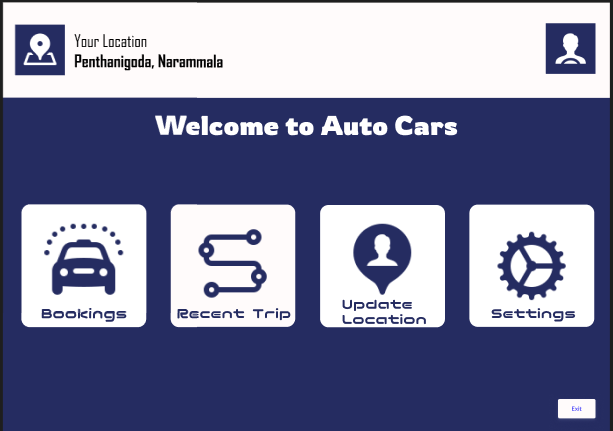 Your Location
Penthanigoda, Narammala
Welcome to Auto Cars
Bookings
Recent Trip
Update
Location
Settings
Exit